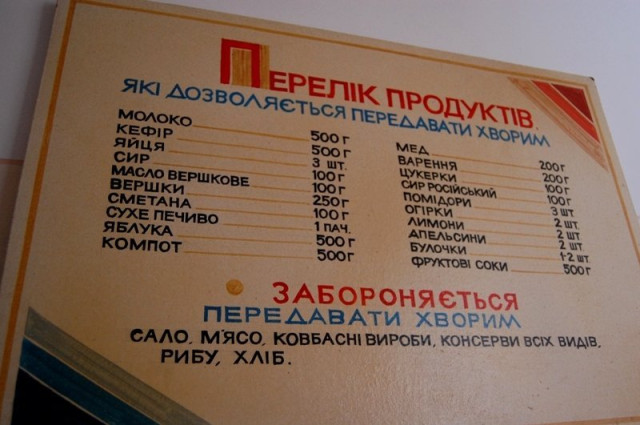 ПЕРЕЛІК ПРОДУКТІВ,
ЯКІ ДОЗВОЛЯЄТЬСЯ ПЕРЕДАВАТИ ХВОРИМ
МОЛОКО 500 г
КЕФІР 500 г
ЯЙЦЯ 3 шт.
СИР 100 г
МАСЛО ВЕРШКОВЕ 100 г
ВЕРШКИ 250 г
СМЕТАНА 100 г
СУХЕ ПЕЧИВО 1 ПАЧ.
ЯБЛУКА 500 г
КОМПОТ 500 г
МЕД 200 г
ВАРЕННЯ 200 г
ЦУКЕРКИ 100 г
СИР РОСІЙСЬКИЙ 100 г
ПОМІДОРИ 3 шт
ОГІРКИ 2 шт.
ЛИМОНИ 2 шт.
АПЕЛЬСИНИ 2 шт
БУЛОЧКИ 1-2 шт.
ФРУКТОВІ СОКИ 500 г
ЗАБОРОНЯЄТЬСЯ
ПЕРЕДАВАТИ ХВОРИМ
САЛО, М'ЯСО, КОВБАСНІ ВИРОБИ, КОНСЕРВИ ВСІХ ВИДІВ,
РИБУ, ХЛІБ.